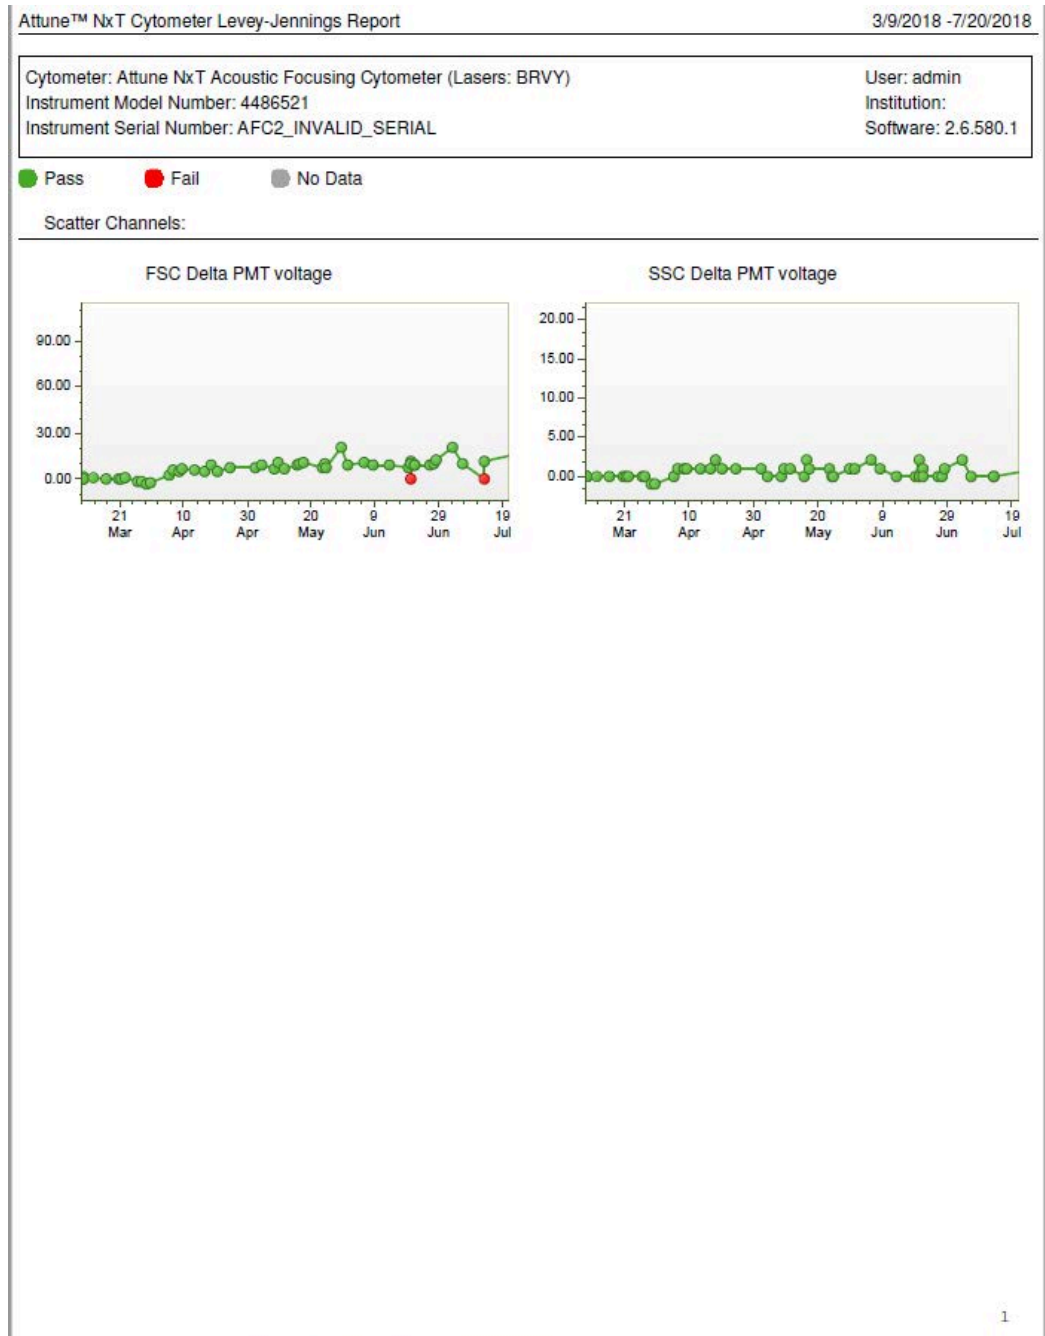 Attune™ NxT Cytometer Levey-Jennings Report 3/9/2018 -7/20/2018
Cytometer: Attune NxT Acoustic Focusing Cytometer (Lasers: BRVY) User: admin
Instrument Model Number: 4486521 Institution:
Instrument Serial Number: AFC2_INVALID_SERIAL Software: 2.6.580.1
Pass Fail No Data
Scatter Channels:
FSC Delta PMT voltage
90.00
60.00
30.00
0.00
21 10 30 20 9 29 19
Mar Apr Apr May Jun Jun Jul
SSC Delta PMT voltage
20.00
15.00
10.00
5.00
0.00
21 10 30 20 9 29 19
Mar Apr Apr May Jun Jun Jul
1